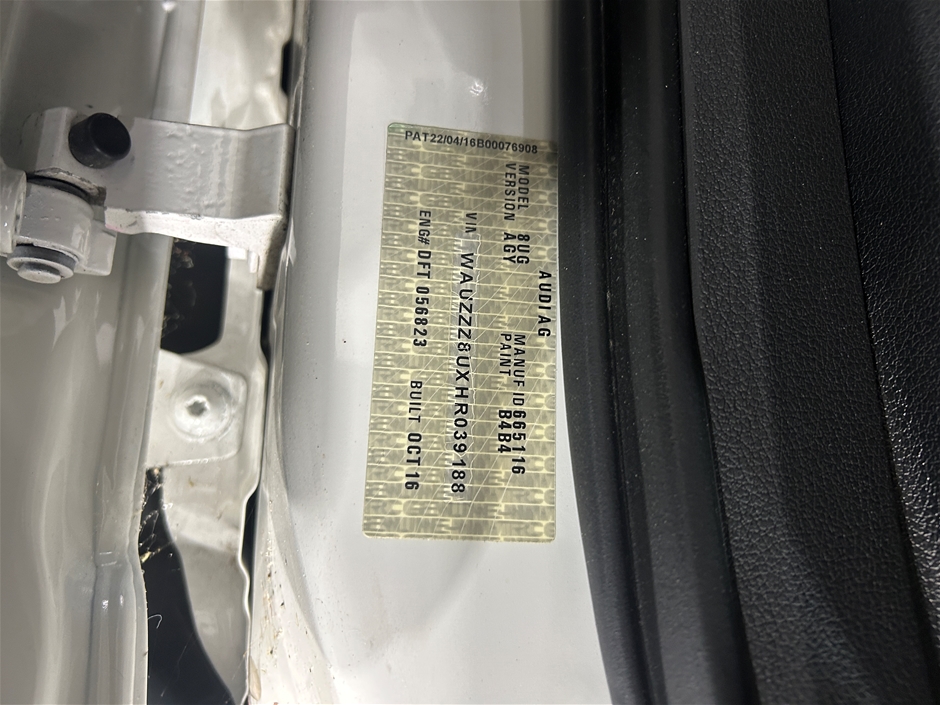 PAT22/04/16B00076908
AUDI AG
MODEL 8UG MANUF ID 665116
VERSION AGY PAINT B4B4
VIN WAUZZZ8UXHR039188
ENG# DFT 056823 BUILT OCT 16